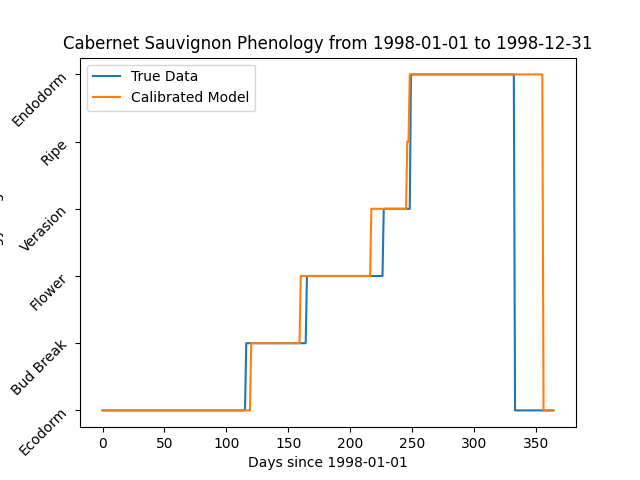 Cabernet Sauvignon Phenology from 1998-01-01 to 1998-12-31
True Data
Calibrated Model
Endodorm
Ripe
Verasion
Flower
Bud Break
Ecodorm
0 50 100 150 200 250 300 350
Days since 1998-01-01